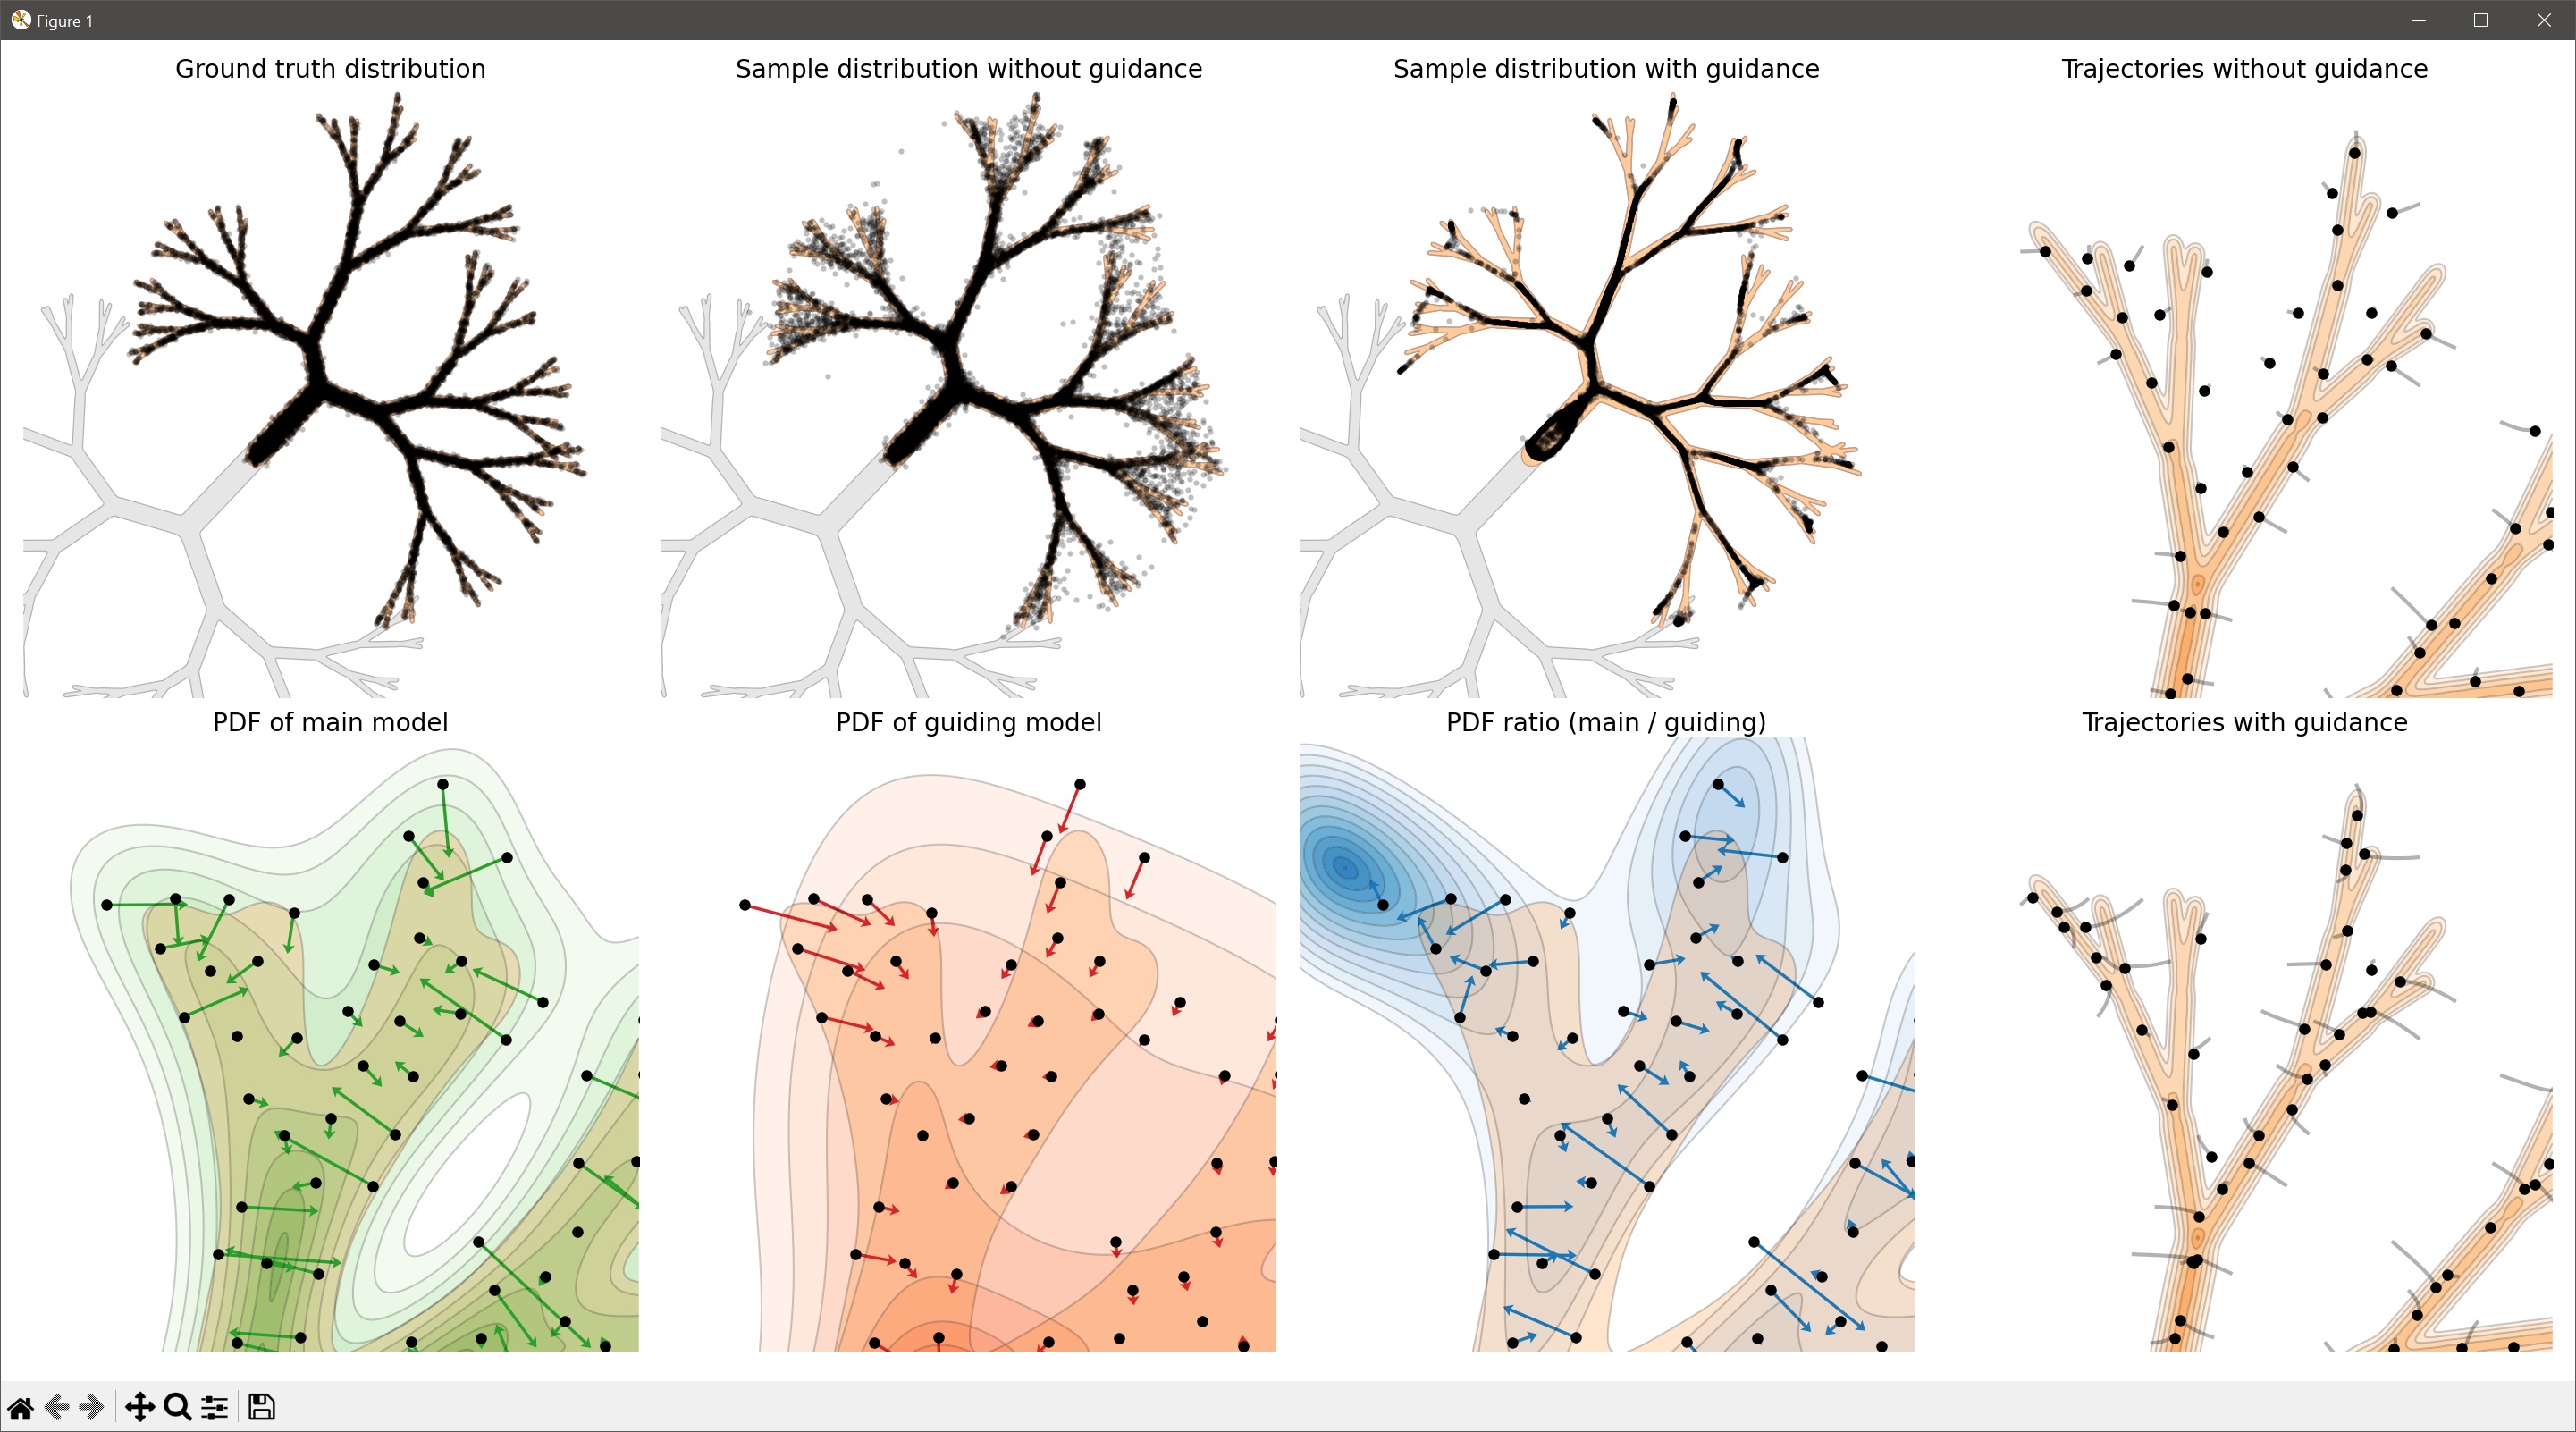 Figure 1
Ground truth distribution
Sample distribution without guidance
Sample distribution with guidance
Trajectories without guidance
PDF of main model
PDF of guiding model
PDF ratio (main / guiding)
Trajectories with guidance